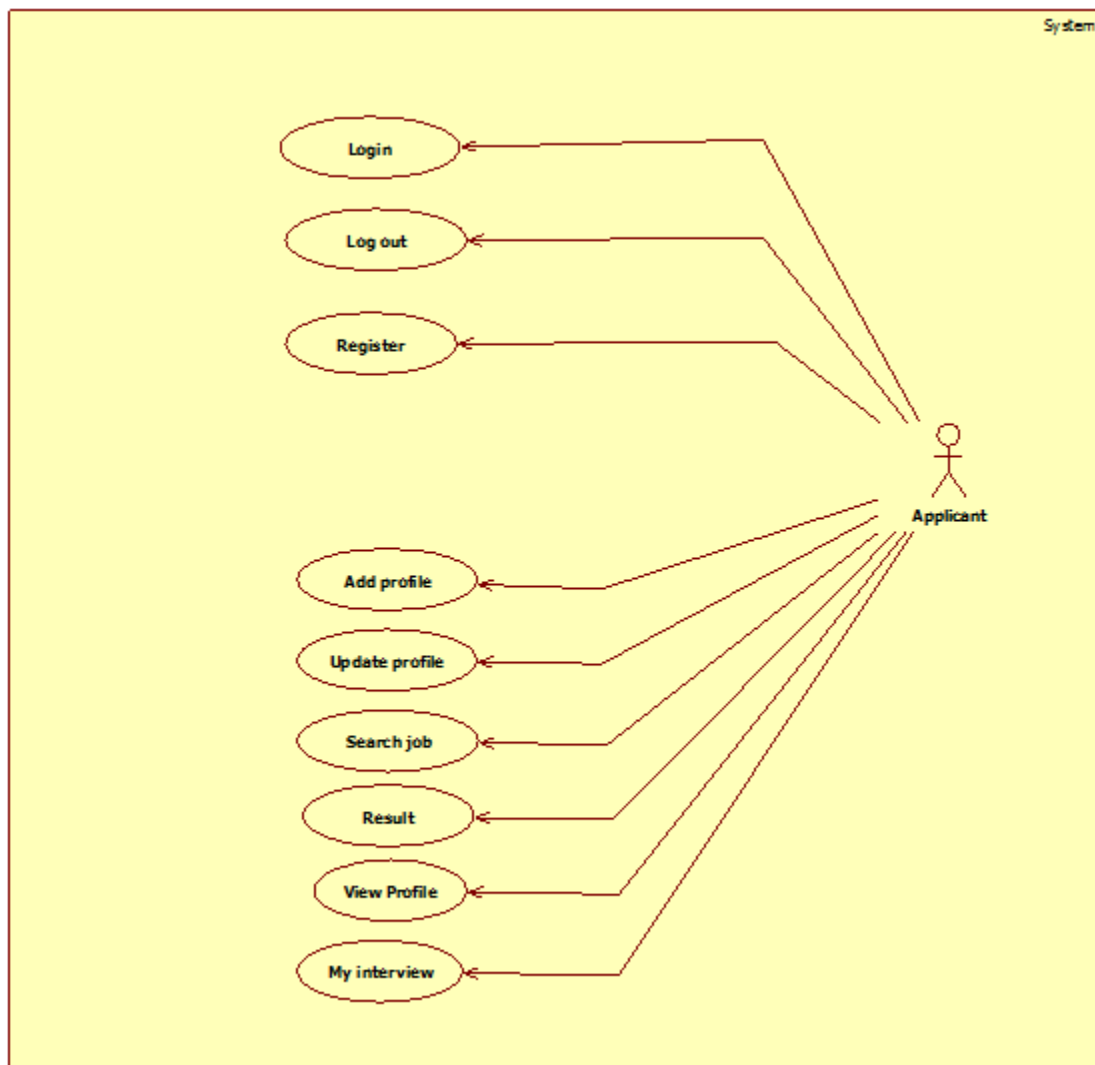 System
Login
Log out
Register
Applicant
Add profile
Update profile
Search job
Result
View Profile
My interview